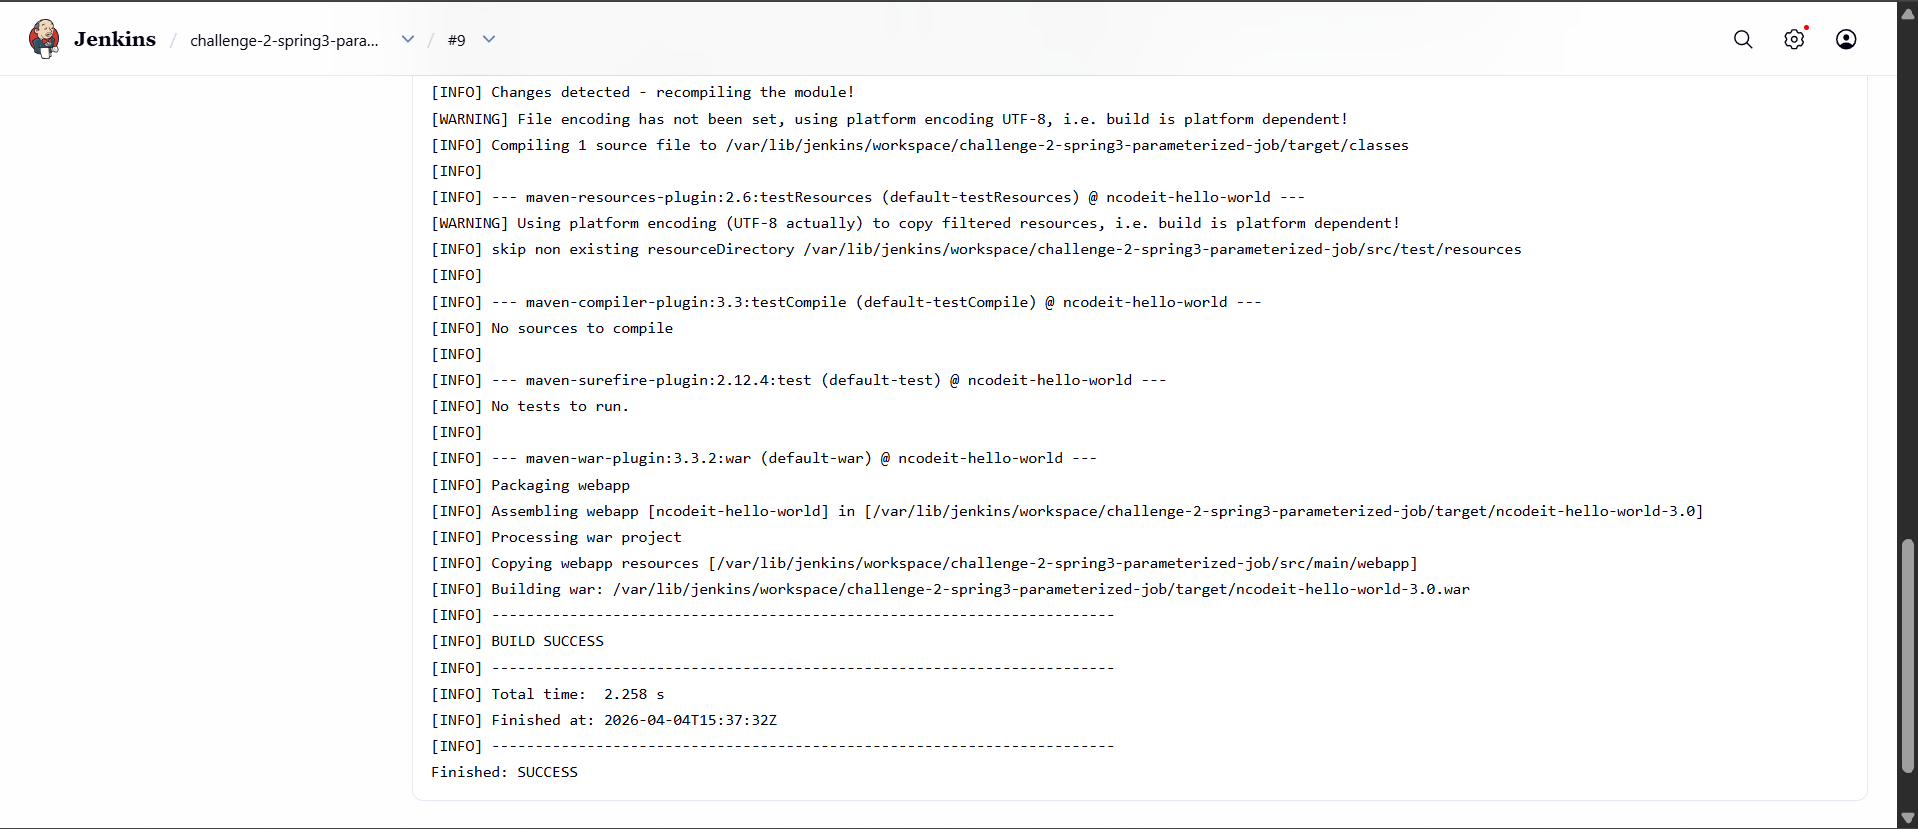 Jenkins / challenge-2-spring3-para... / #9
[INFO] Changes detected - recompiling the module!
[WARNING] File encoding has not been set, using platform encoding UTF-8, i.e. build is platform dependent!
[INFO] Compiling 1 source file to /var/lib/jenkins/workspace/challenge-2-spring3-parameterized-job/target/classes
[INFO]
[INFO] --- maven-resources-plugin:2.6:testResources (default-testResources) @ ncodeit-hello-world ---
[WARNING] Using platform encoding (UTF-8 actually) to copy filtered resources, i.e. build is platform dependent!
[INFO] skip non existing resourceDirectory /var/lib/jenkins/workspace/challenge-2-spring3-parameterized-job/src/test/resources
[INFO]
[INFO] --- maven-compiler-plugin:3.3:testCompile (default-testCompile) @ ncodeit-hello-world ---
[INFO] No sources to compile
[INFO]
[INFO] --- maven-surefire-plugin:2.12.4:test (default-test) @ ncodeit-hello-world ---
[INFO] No tests to run.
[INFO]
[INFO] --- maven-war-plugin:3.3.2:war (default-war) @ ncodeit-hello-world ---
[INFO] Packaging webapp
[INFO] Assembling webapp [ncodeit-hello-world] in [/var/lib/jenkins/workspace/challenge-2-spring3-parameterized-job/target/ncodeit-hello-world-3.0]
[INFO] Processing war project
[INFO] Copying webapp resources [/var/lib/jenkins/workspace/challenge-2-spring3-parameterized-job/src/main/webapp]
[INFO] Building war: /var/lib/jenkins/workspace/challenge-2-spring3-parameterized-job/target/ncodeit-hello-world-3.0.war
[INFO] ------------------------------------------------------------------------
[INFO] BUILD SUCCESS
[INFO] ------------------------------------------------------------------------
[INFO] Total time:  2.258 s
[INFO] Finished at: 2026-04-04T15:37:32Z
[INFO] ------------------------------------------------------------------------
Finished: SUCCESS